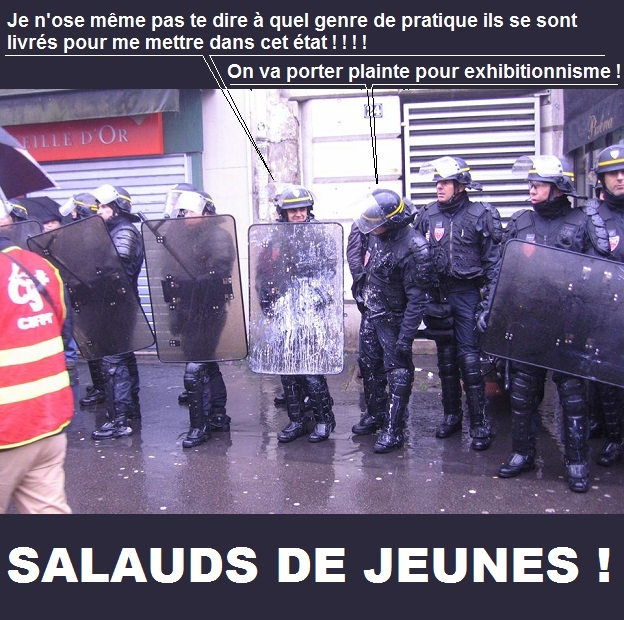 Je n'ose même pas te dire à quel genre de pratique ils se sont
livrés pour me mettre dans cet état ! ! ! !
On va porter plainte pour exhibitionnisme !
EILLE D'OR
cgt
SALAUDS DE JEUNES !